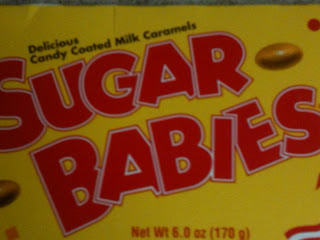 Delicious
Candy Coated Milk Caramels
SUGAR
BABIES
Net Wt 6.0 oz (170 g)